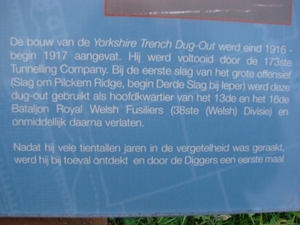 De bouw van de Yorkshire Trench Dug-Out werd eind 1916 -
begin 1917 aangevat. Hij werd voltooid door de 173ste
Tunnelling Company. Bij de eerste slag van het grote offensief
(Slag om Pilckem Ridge, begin Derde Slag bij Ieper) werd deze
dug-out gebruikt als hoofdkwartier van het 13de en het 16de
Bataljon Royal Welsh Fusiliers (38ste (Welsh) Divisie) en
onmiddellijk daarna verlaten.
Nadat hij vele tientallen jaren in de vergetelheid was geraakt,
werd hij bij toeval ontdekt en door de Diggers een eerste maal